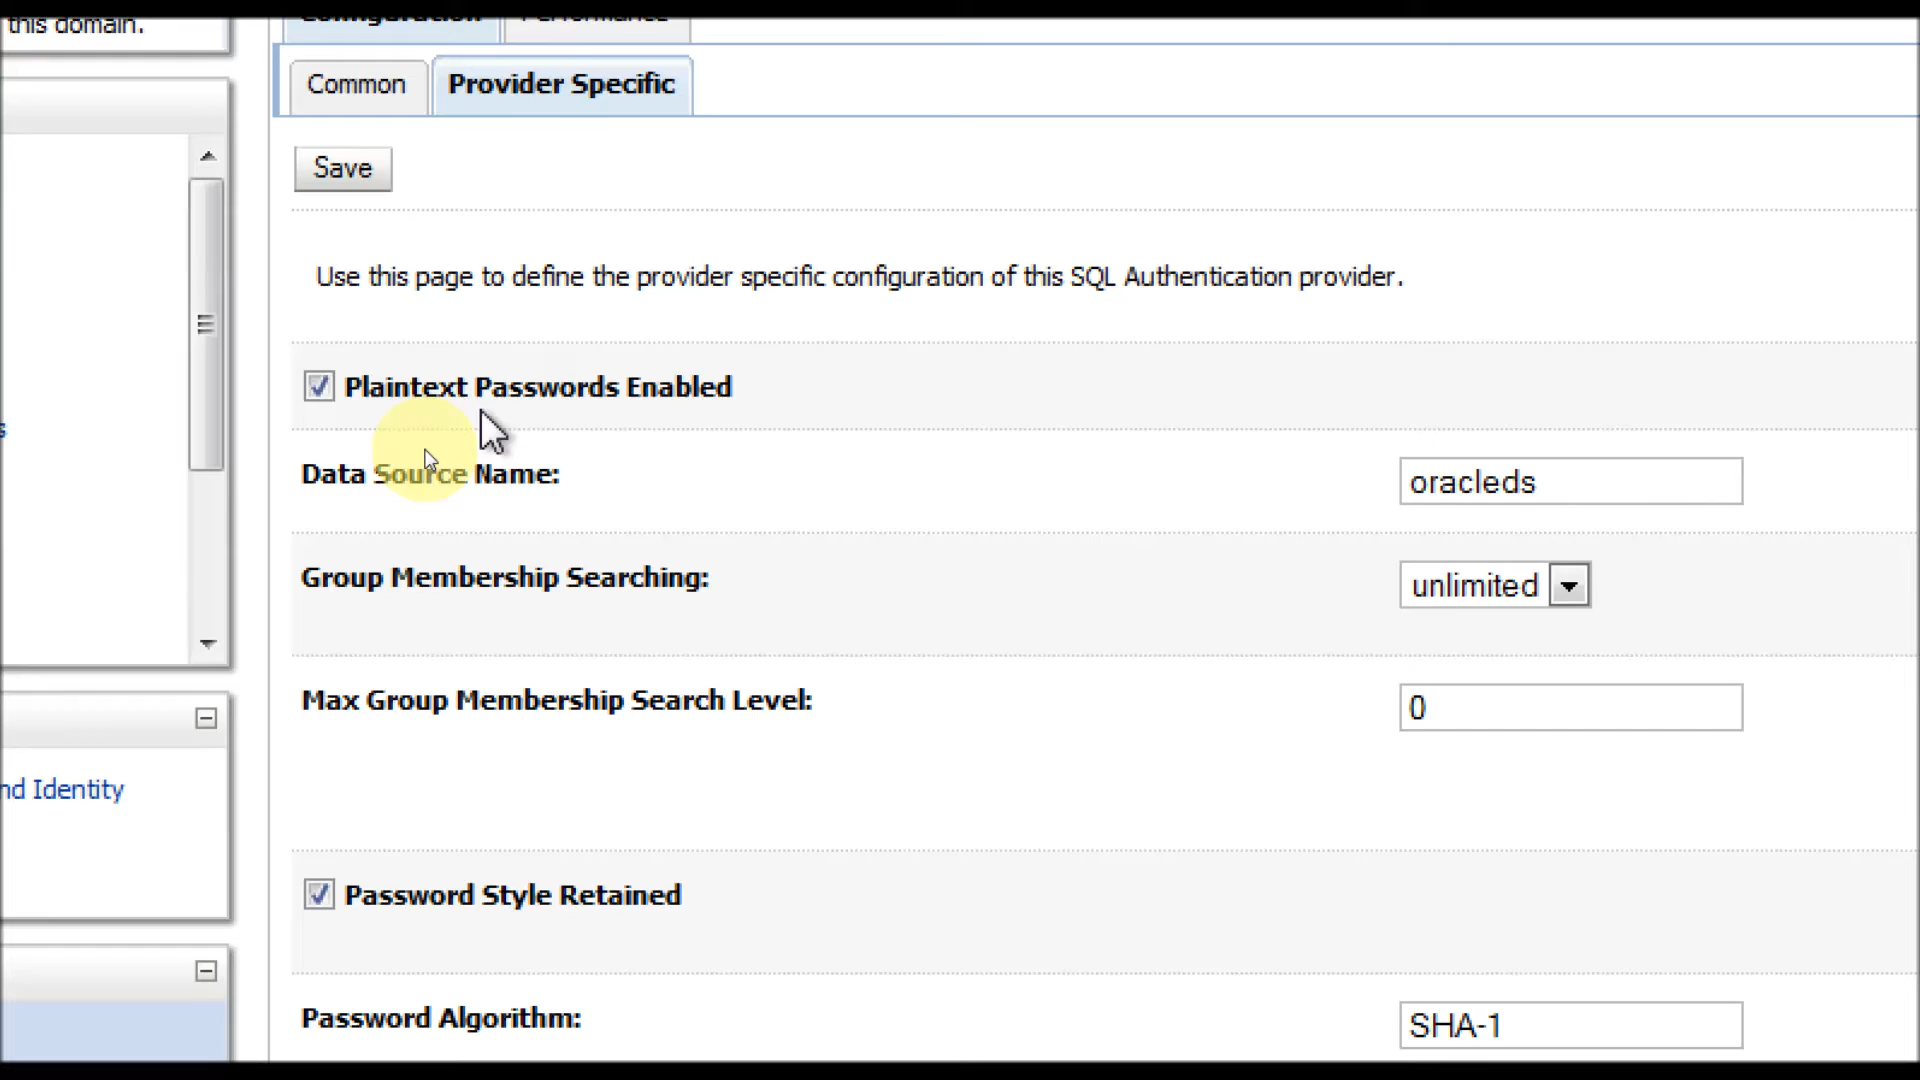 this domain.
Configuration Performance
Common Provider Specific
Save
Use this page to define the provider specific configuration of this SQL Authentication provider.
Plaintext Passwords Enabled
Data Source Name: oracleds
Group Membership Searching: unlimited
Max Group Membership Search Level: 0
nd Identity
Password Style Retained
Password Algorithm: SHA-1